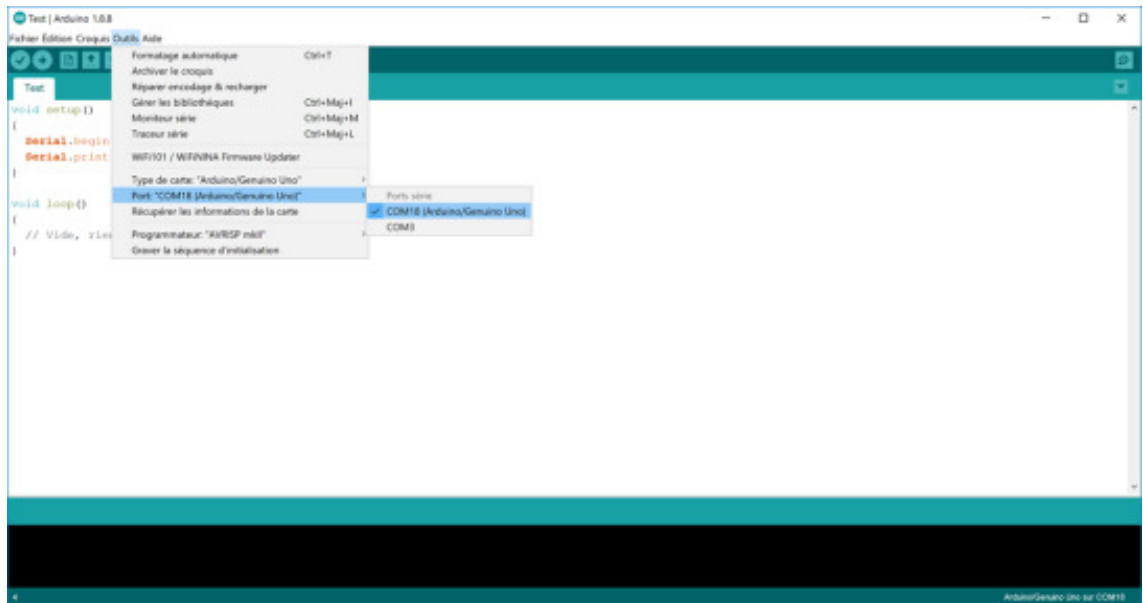 Test | Arduino 1.8.8
Fichier Édition Croquis Outils Aide
Formatage automatique Ctrl+T
Archiver le croquis
Réparer encodage & recharger
Gérer les bibliothèques Ctrl+Maj+I
Moniteur série Ctrl+Maj+M
Traceur série Ctrl+Maj+L
WiFi101 / WiFiNINA Firmware Updater
Type de carte: "Arduino/Genuino Uno"
Port: "COM18 (Arduino/Genuino Uno)"
Récupérer les informations de la carte
Programmateur: "AVRISP mkII"
Graver la séquence d'initialisation
Ports série
COM18 (Arduino/Genuino Uno)
COM3
Test
void setup()
{
Serial.begin
Serial.print
}
void loop()
{
// Vide, rien
}
4
Arduino/Genuino Uno sur COM18